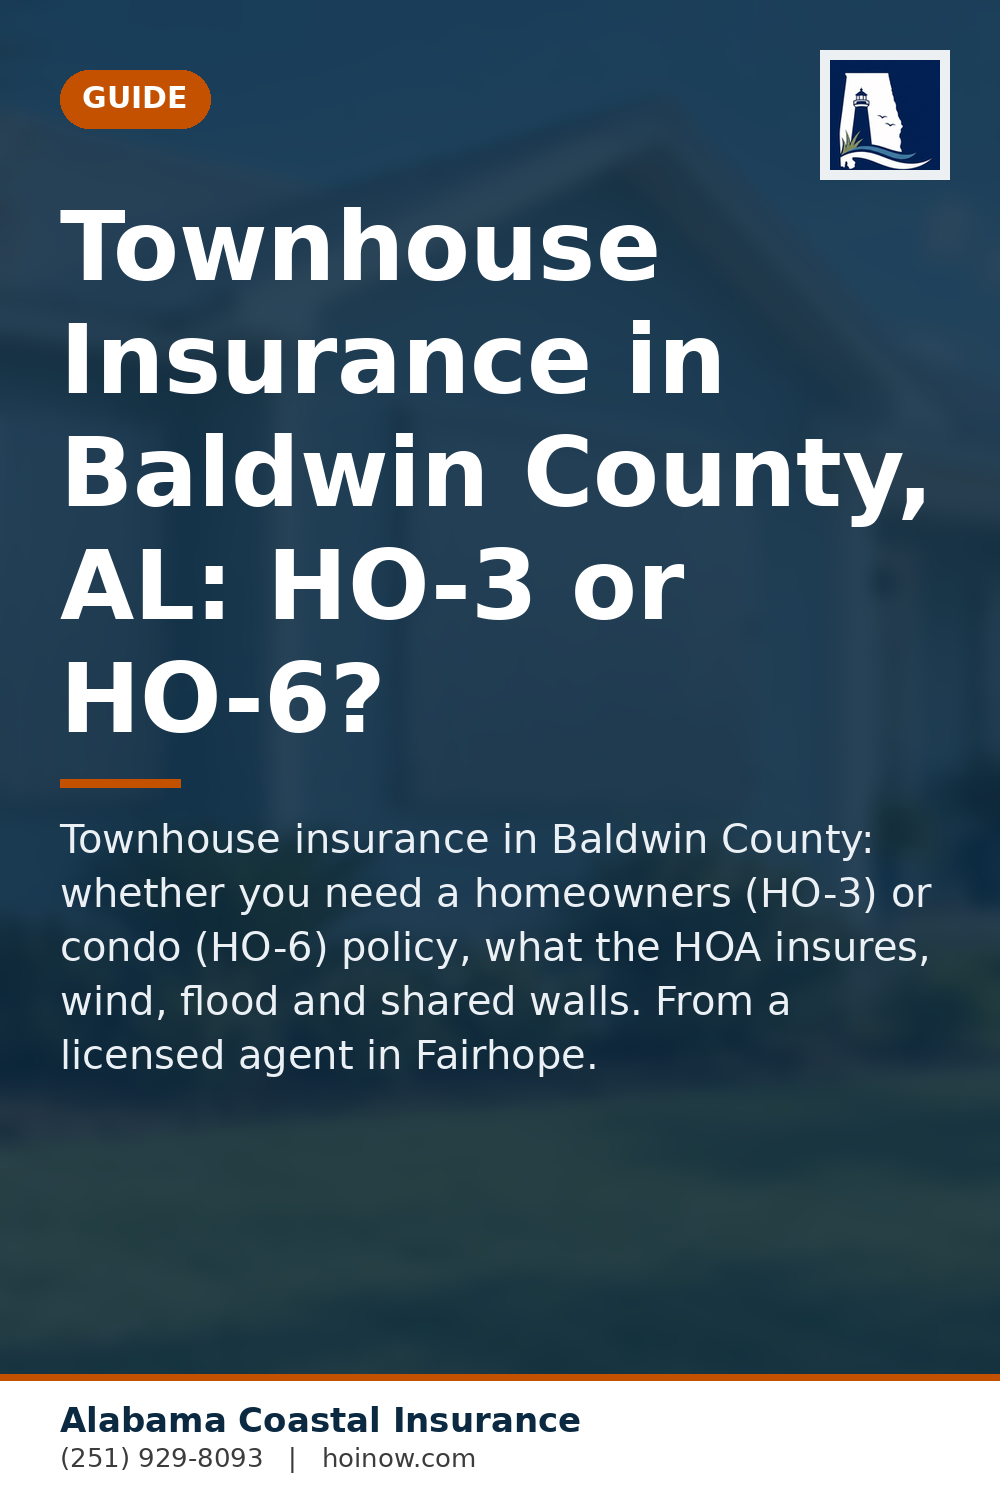 GUIDE
Townhouse
Insurance in
Baldwin County,
AL: HO-3 or
HO-6?
Townhouse insurance in Baldwin County:
whether you need a homeowners (HO-3) or
condo (HO-6) policy, what the HOA insures,
wind, flood and shared walls. From a
licensed agent in Fairhope.
Alabama Coastal Insurance
(251) 929-8093 | hoinow.com